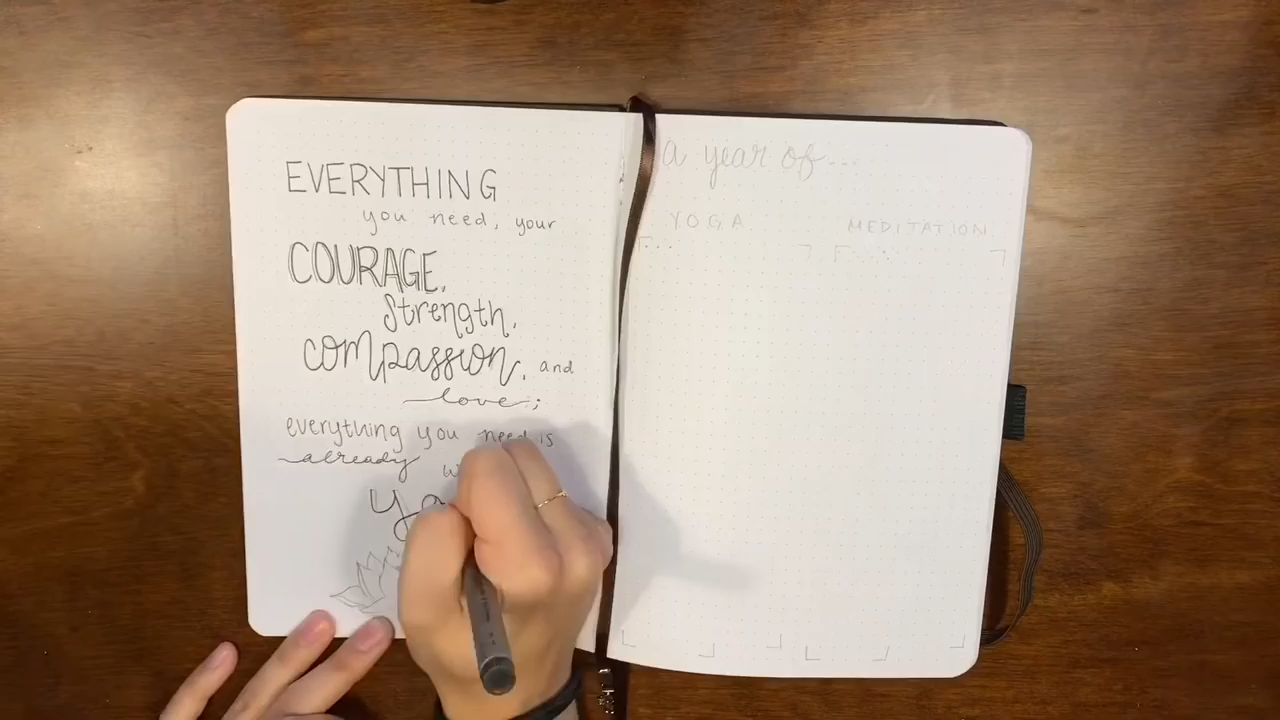 EVERYTHING
you need, your
COURAGE,
Strength,
compassion, and
love;
everything you need is
already
a year of...
YOGA
MEDITATION